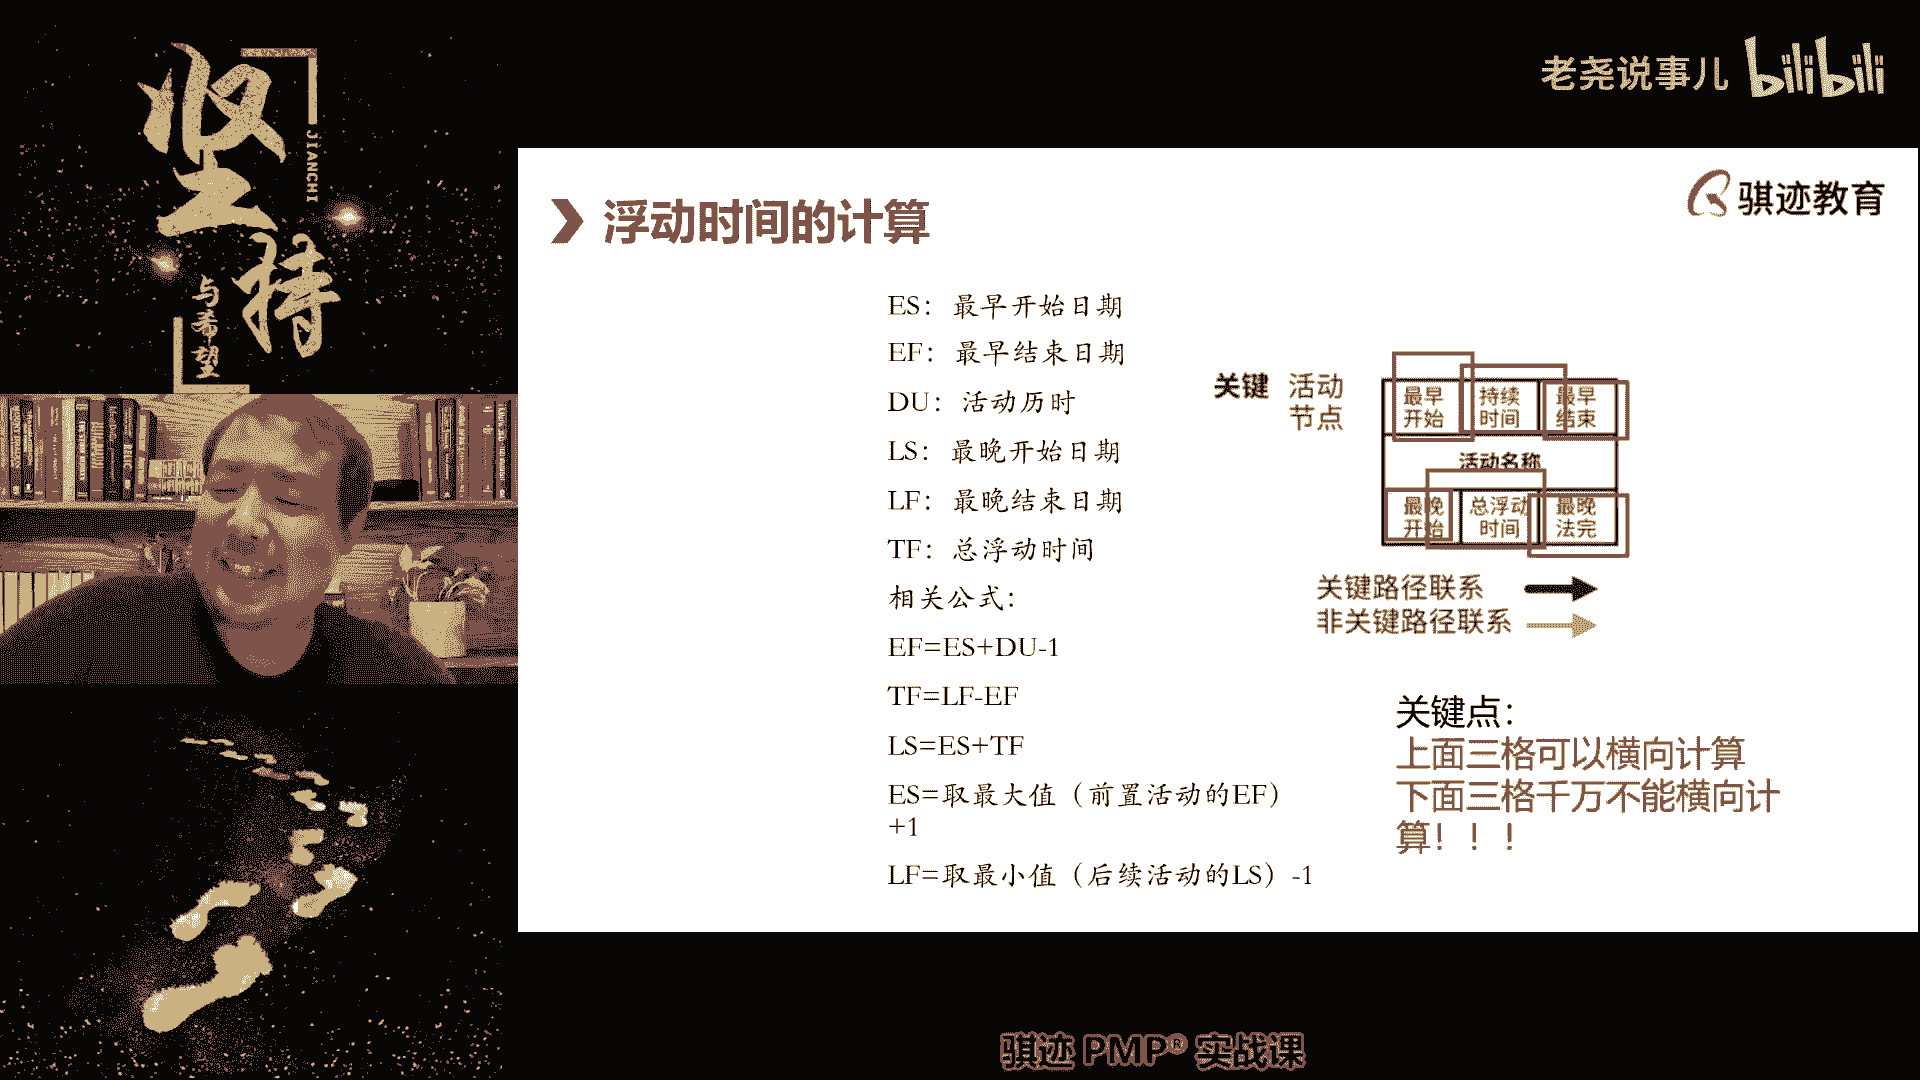 坚持
JIANCHI
与希望
老尧说事儿 bilibili
骐迹教育
浮动时间的计算
ES：最早开始日期
EF：最早结束日期
DU：活动历时
LS：最晚开始日期
LF：最晚结束日期
TF：总浮动时间
相关公式：
EF=ES+DU-1
TF=LF-EF
LS=ES+TF
ES=取最大值（前置活动的EF）
+1
LF=取最小值（后续活动的LS）-1
关键 活动
节点
最早
开始
持续
时间
最早
结束
活动名称
最晚
开始
总浮动
时间
最晚
法完
关键路径联系
非关键路径联系
关键点：
上面三格可以横向计算
下面三格千万不能横向计
算！！！
骐迹 PMP® 实战课